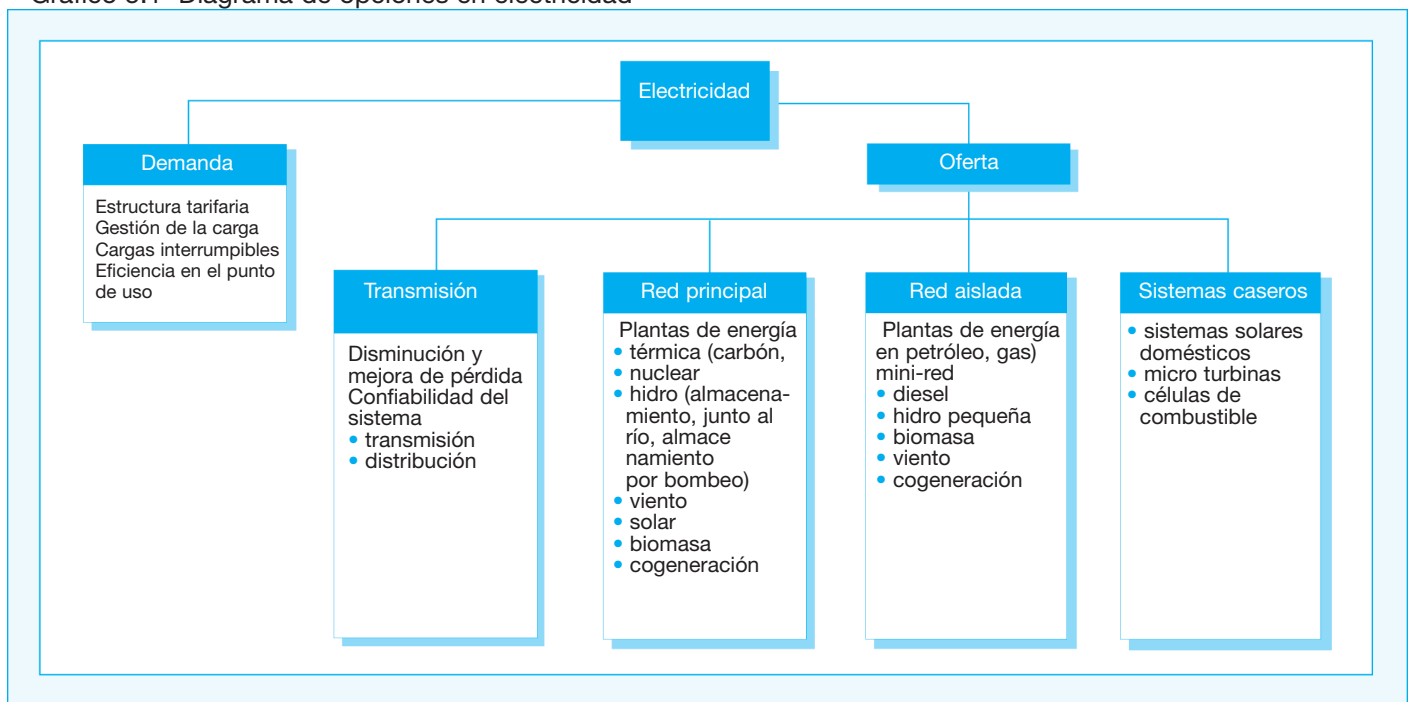 Electricidad
Demanda
Estructura tarifaria
Gestión de la carga
Cargas interrumpibles
Eficiencia en el punto
de uso
Oferta
Transmisión
Disminución y
mejora de pérdida
Confiabilidad del
sistema
• transmisión
• distribución
Red principal
Plantas de energía
• térmica (carbón,
• nuclear
• hidro (almacena-
miento, junto al
río, almace
namiento
por bombeo)
• viento
• solar
• biomasa
• cogeneración
Red aislada
Plantas de energía
en petróleo, gas)
mini-red
• diesel
• hidro pequeña
• biomasa
• viento
• cogeneración
Sistemas caseros
• sistemas solares
domésticos
• micro turbinas
• células de
combustible